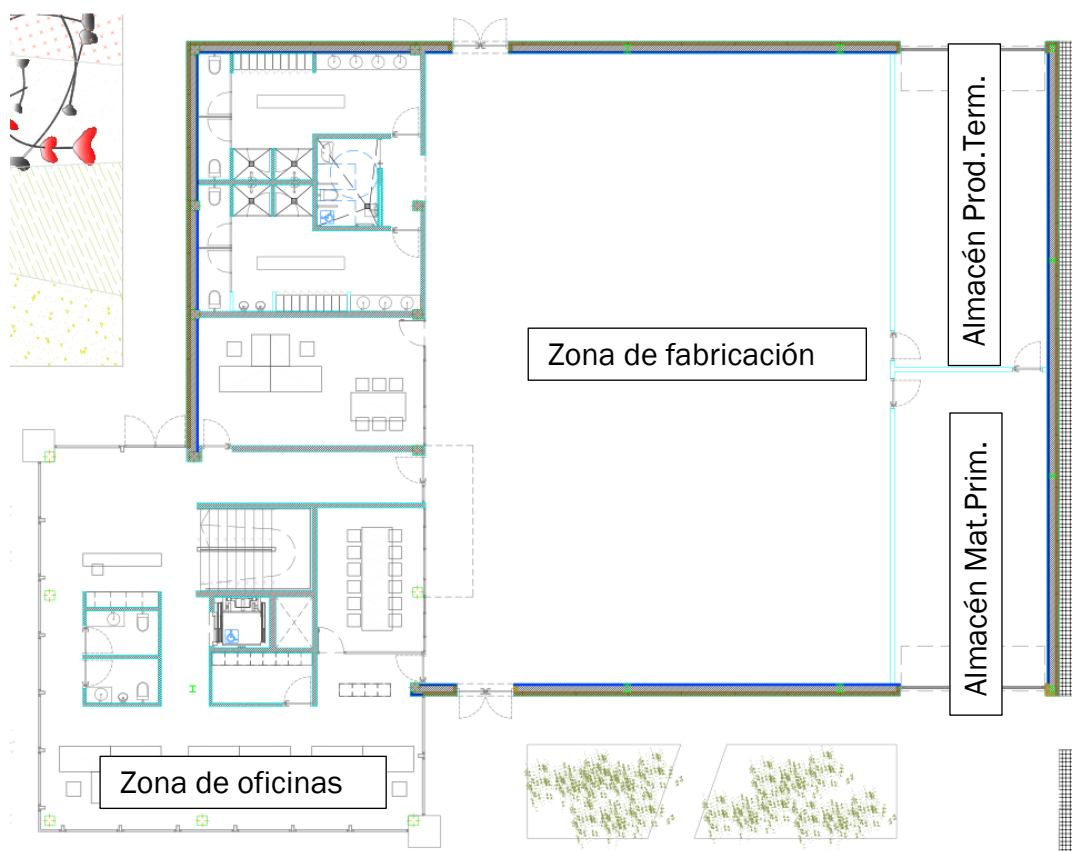 Almacén Prod.Term.
Zona de fabricación
Almacén Mat.Prim.
Zona de oficinas